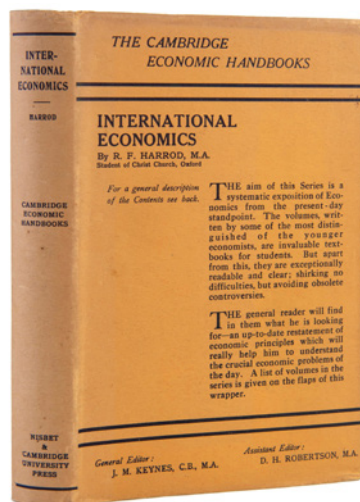 INTER-
NATIONAL
ECONOMICS
HARROD
CAMBRIDGE
ECONOMIC
HANDBOOKS
NISBET
&
CAMBRIDGE
UNIVERSITY
PRESS
THE CAMBRIDGE
ECONOMIC HANDBOOKS
INTERNATIONAL
ECONOMICS
By R. F. HARROD, M.A.
Student of Christ Church, Oxford
For a general description
of the Contents see back.
THE aim of this Series is a
systematic exposition of Eco-
nomics from the present-day
standpoint. The volumes, writ-
ten by some of the most distin-
guished of the younger
economists, are invaluable text-
books for students. But apart
from this, they are exceptionally
readable and clear; shirking no
difficulties, but avoiding obsolete
controversies.
THE general reader will find
in them what he is looking
for—an up-to-date restatement of
economic principles which will
really help him to understand
the crucial economic problems of
the day. A list of volumes in the
series is given on the flaps of this
wrapper.
General Editor:
J. M. KEYNES, C.B., M.A.
Assistant Editor:
D. H. ROBERTSON, M.A.